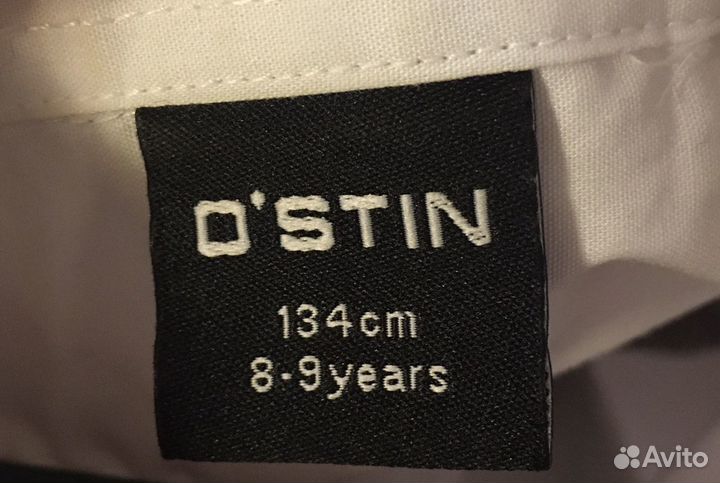 O'STIN
134cm
8-9years
Avito